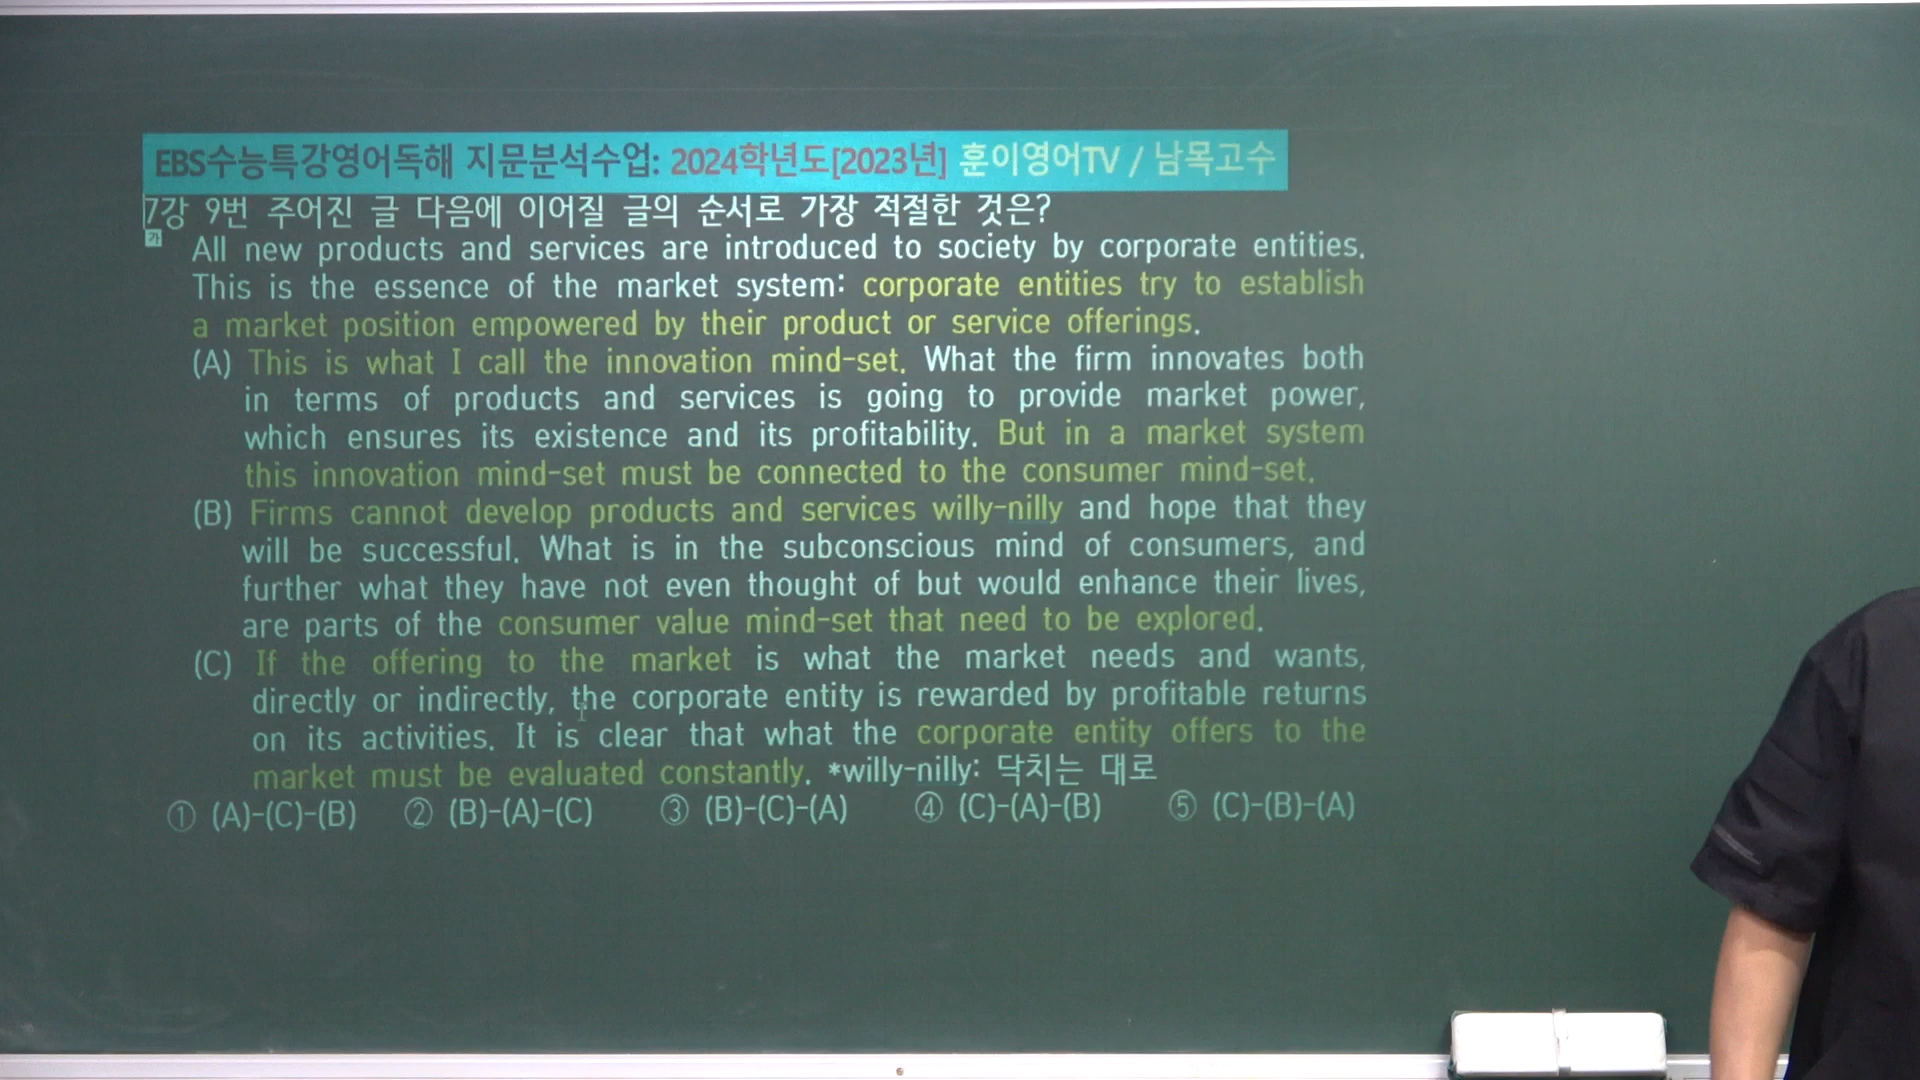 EBS수능특강영어독해 지문분석수업: 2024학년도[2023년] 훈이영어TV / 남목고수
7강 9번 주어진 글 다음에 이어질 글의 순서로 가장 적절한 것은?
가
All new products and services are introduced to society by corporate entities.
This is the essence of the market system: corporate entities try to establish
a market position empowered by their product or service offerings.
(A) This is what I call the innovation mind-set. What the firm innovates both
in terms of products and services is going to provide market power,
which ensures its existence and its profitability. But in a market system
this innovation mind-set must be connected to the consumer mind-set.
(B) Firms cannot develop products and services willy-nilly and hope that they
will be successful. What is in the subconscious mind of consumers, and
further what they have not even thought of but would enhance their lives,
are parts of the consumer value mind-set that need to be explored.
(C) If the offering to the market is what the market needs and wants,
directly or indirectly, the corporate entity is rewarded by profitable returns
on its activities. It is clear that what the corporate entity offers to the
market must be evaluated constantly. *willy-nilly: 닥치는 대로
① (A)-(C)-(B) ② (B)-(A)-(C) ③ (B)-(C)-(A) ④ (C)-(A)-(B) ⑤ (C)-(B)-(A)